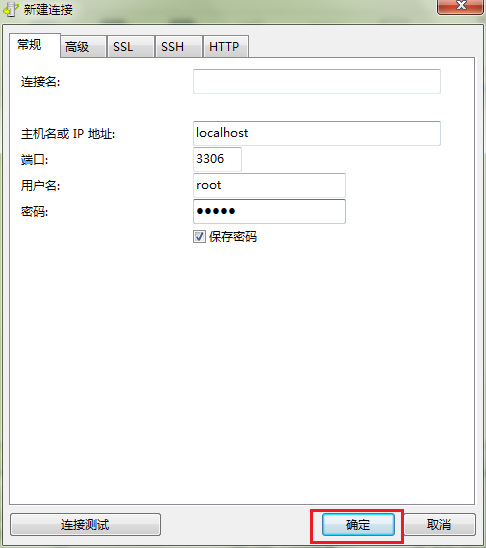 新建连接
常规 高级 SSL SSH HTTP
连接名:
主机名或 IP 地址: localhost
端口: 3306
用户名: root
密码: ●●●●●
保存密码
连接测试 确定 取消